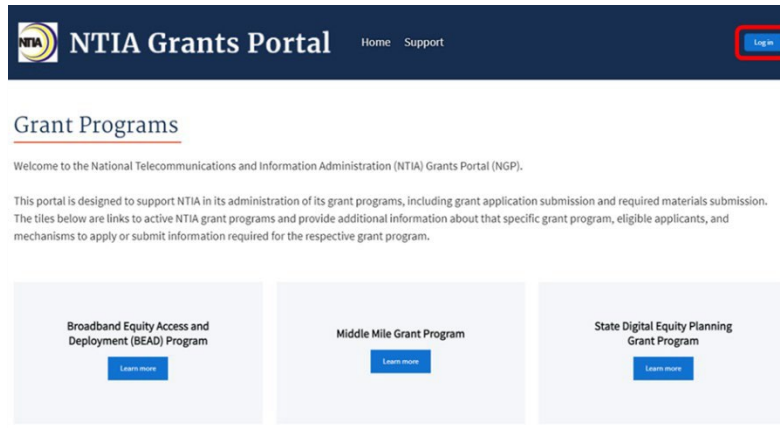 NTIA
NTIA Grants Portal
Home Support
Log in
Grant Programs
Welcome to the National Telecommunications and Information Administration (NTIA) Grants Portal (NGP).
This portal is designed to support NTIA in its administration of its grant programs, including grant application submission and required materials submission.
The tiles below are links to active NTIA grant programs and provide additional information about that specific grant program, eligible applicants, and
mechanisms to apply or submit information required for the respective grant program.
Broadband Equity Access and
Deployment (BEAD) Program
Learn more
Middle Mile Grant Program
Learn more
State Digital Equity Planning
Grant Program
Learn more